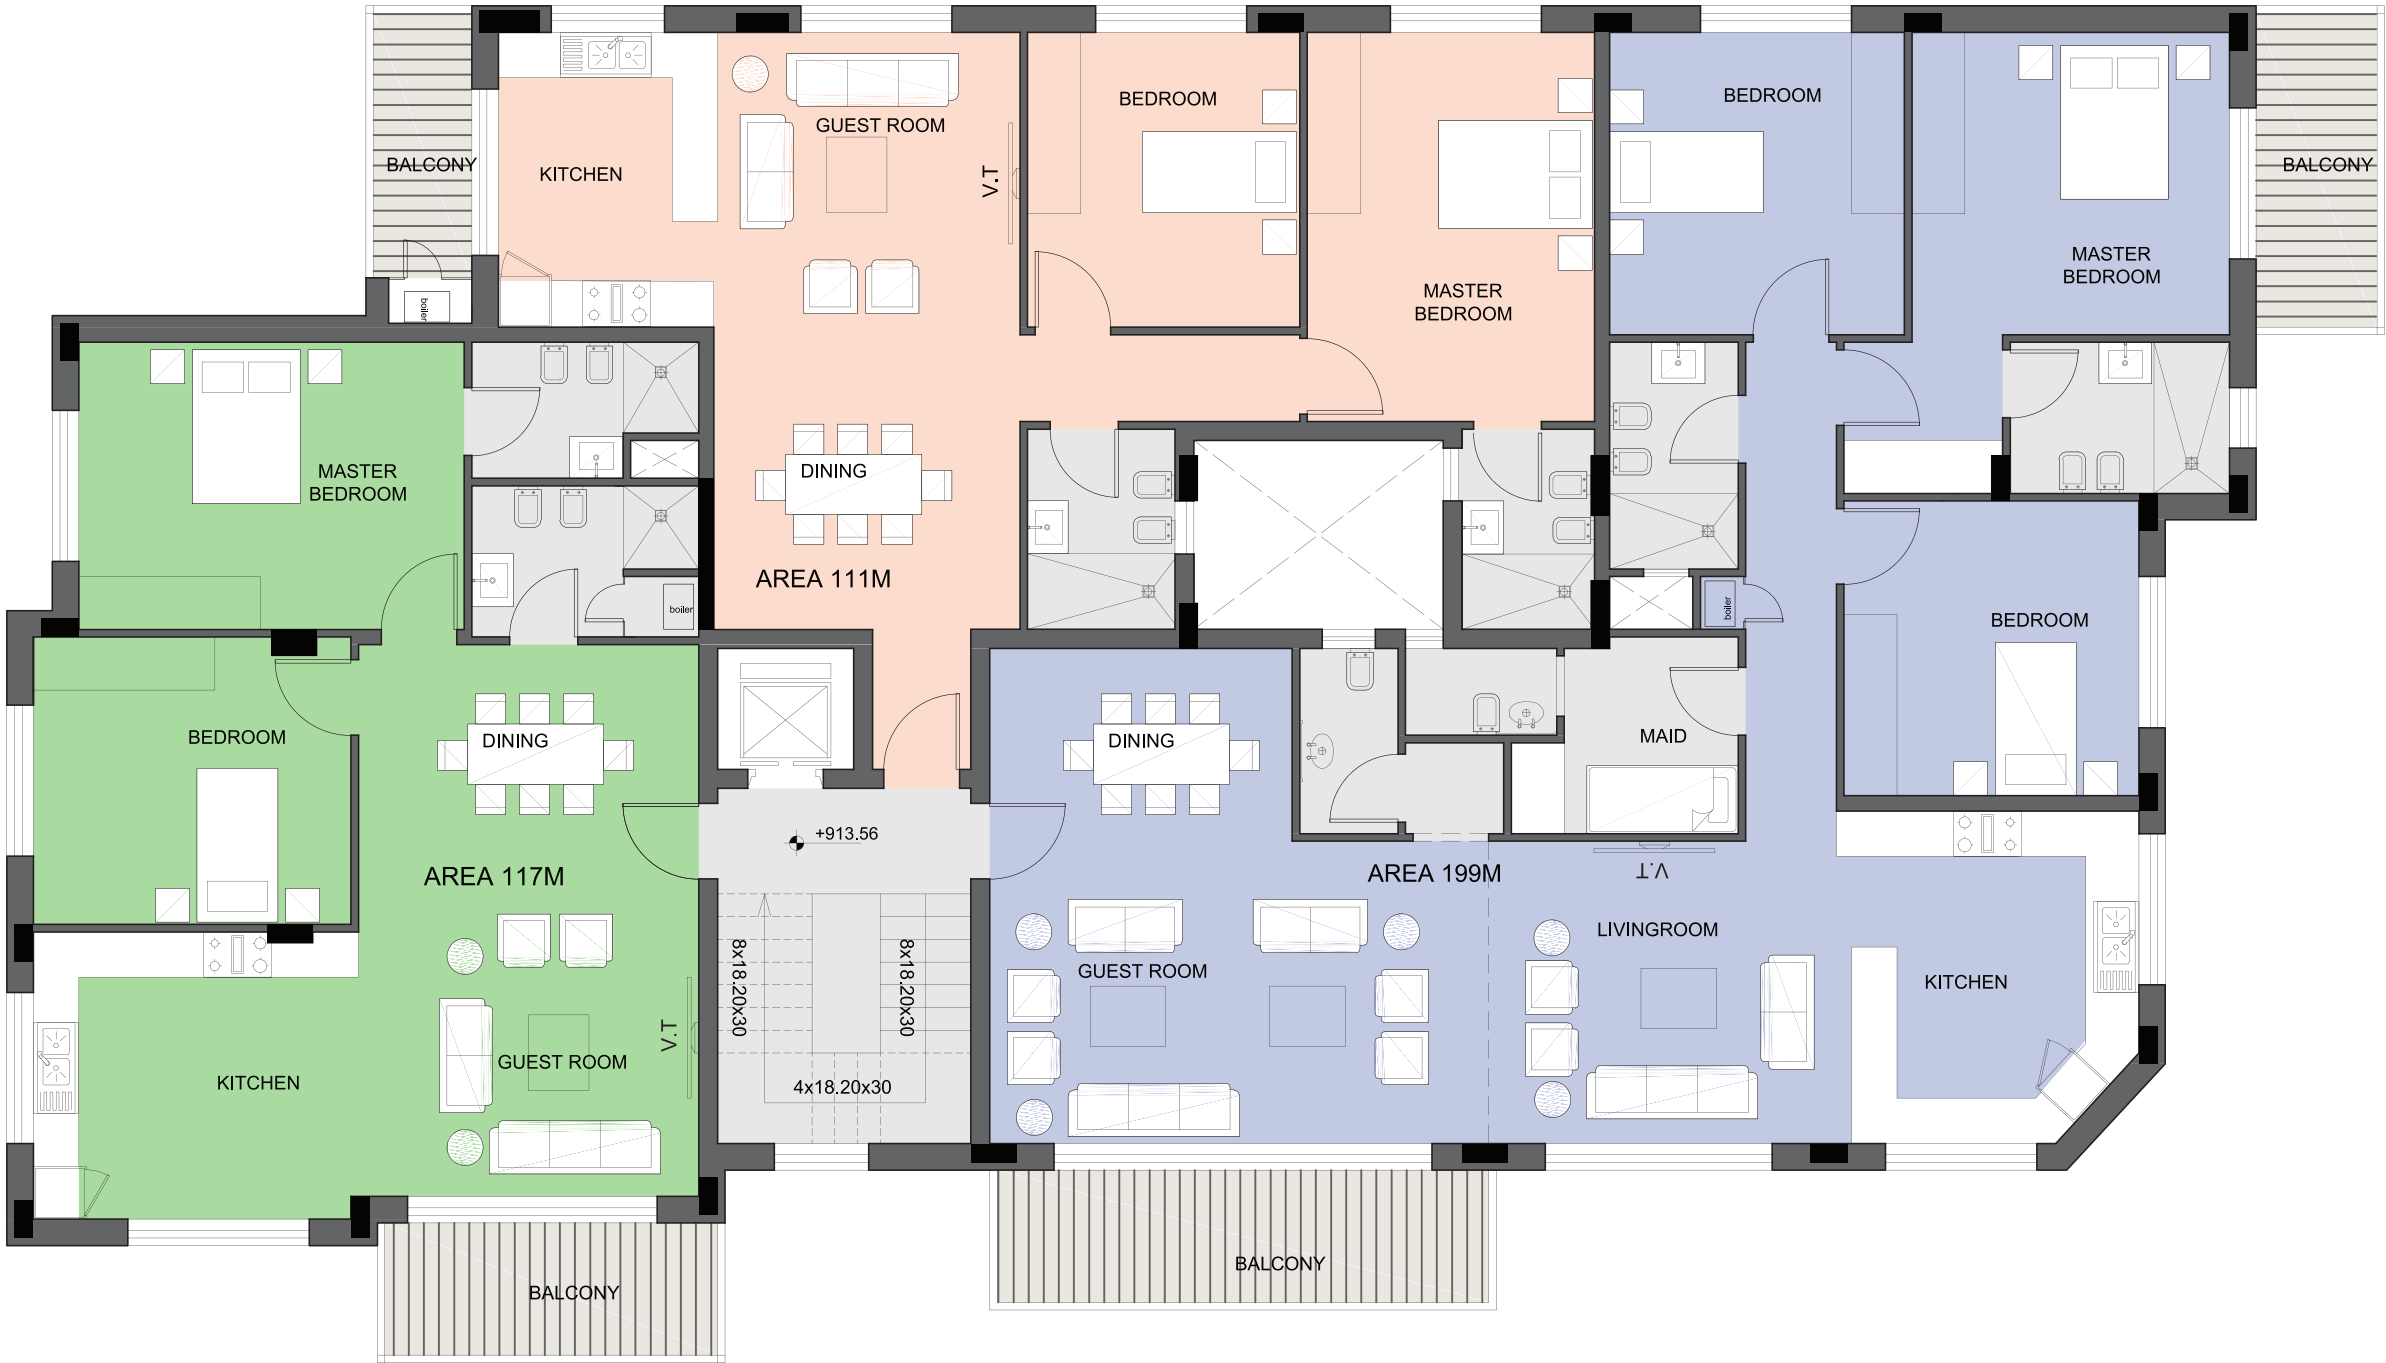 BEDROOM
BEDROOM
GUEST ROOM
BALCONY
KITCHEN
V.T
BALCONY
MASTER
BEDROOM
MASTER
BEDROOM
boiler
MASTER
BEDROOM
DINING
AREA 111M
boiler
boiler
BEDROOM
BEDROOM
DINING
DINING
MAID
+913.56
AREA 117M
AREA 199M
V.T
LIVINGROOM
GUEST ROOM
KITCHEN
8x18.20x30
8x18.20x30
V.T
GUEST ROOM
KITCHEN
4x18.20x30
BALCONY
BALCONY